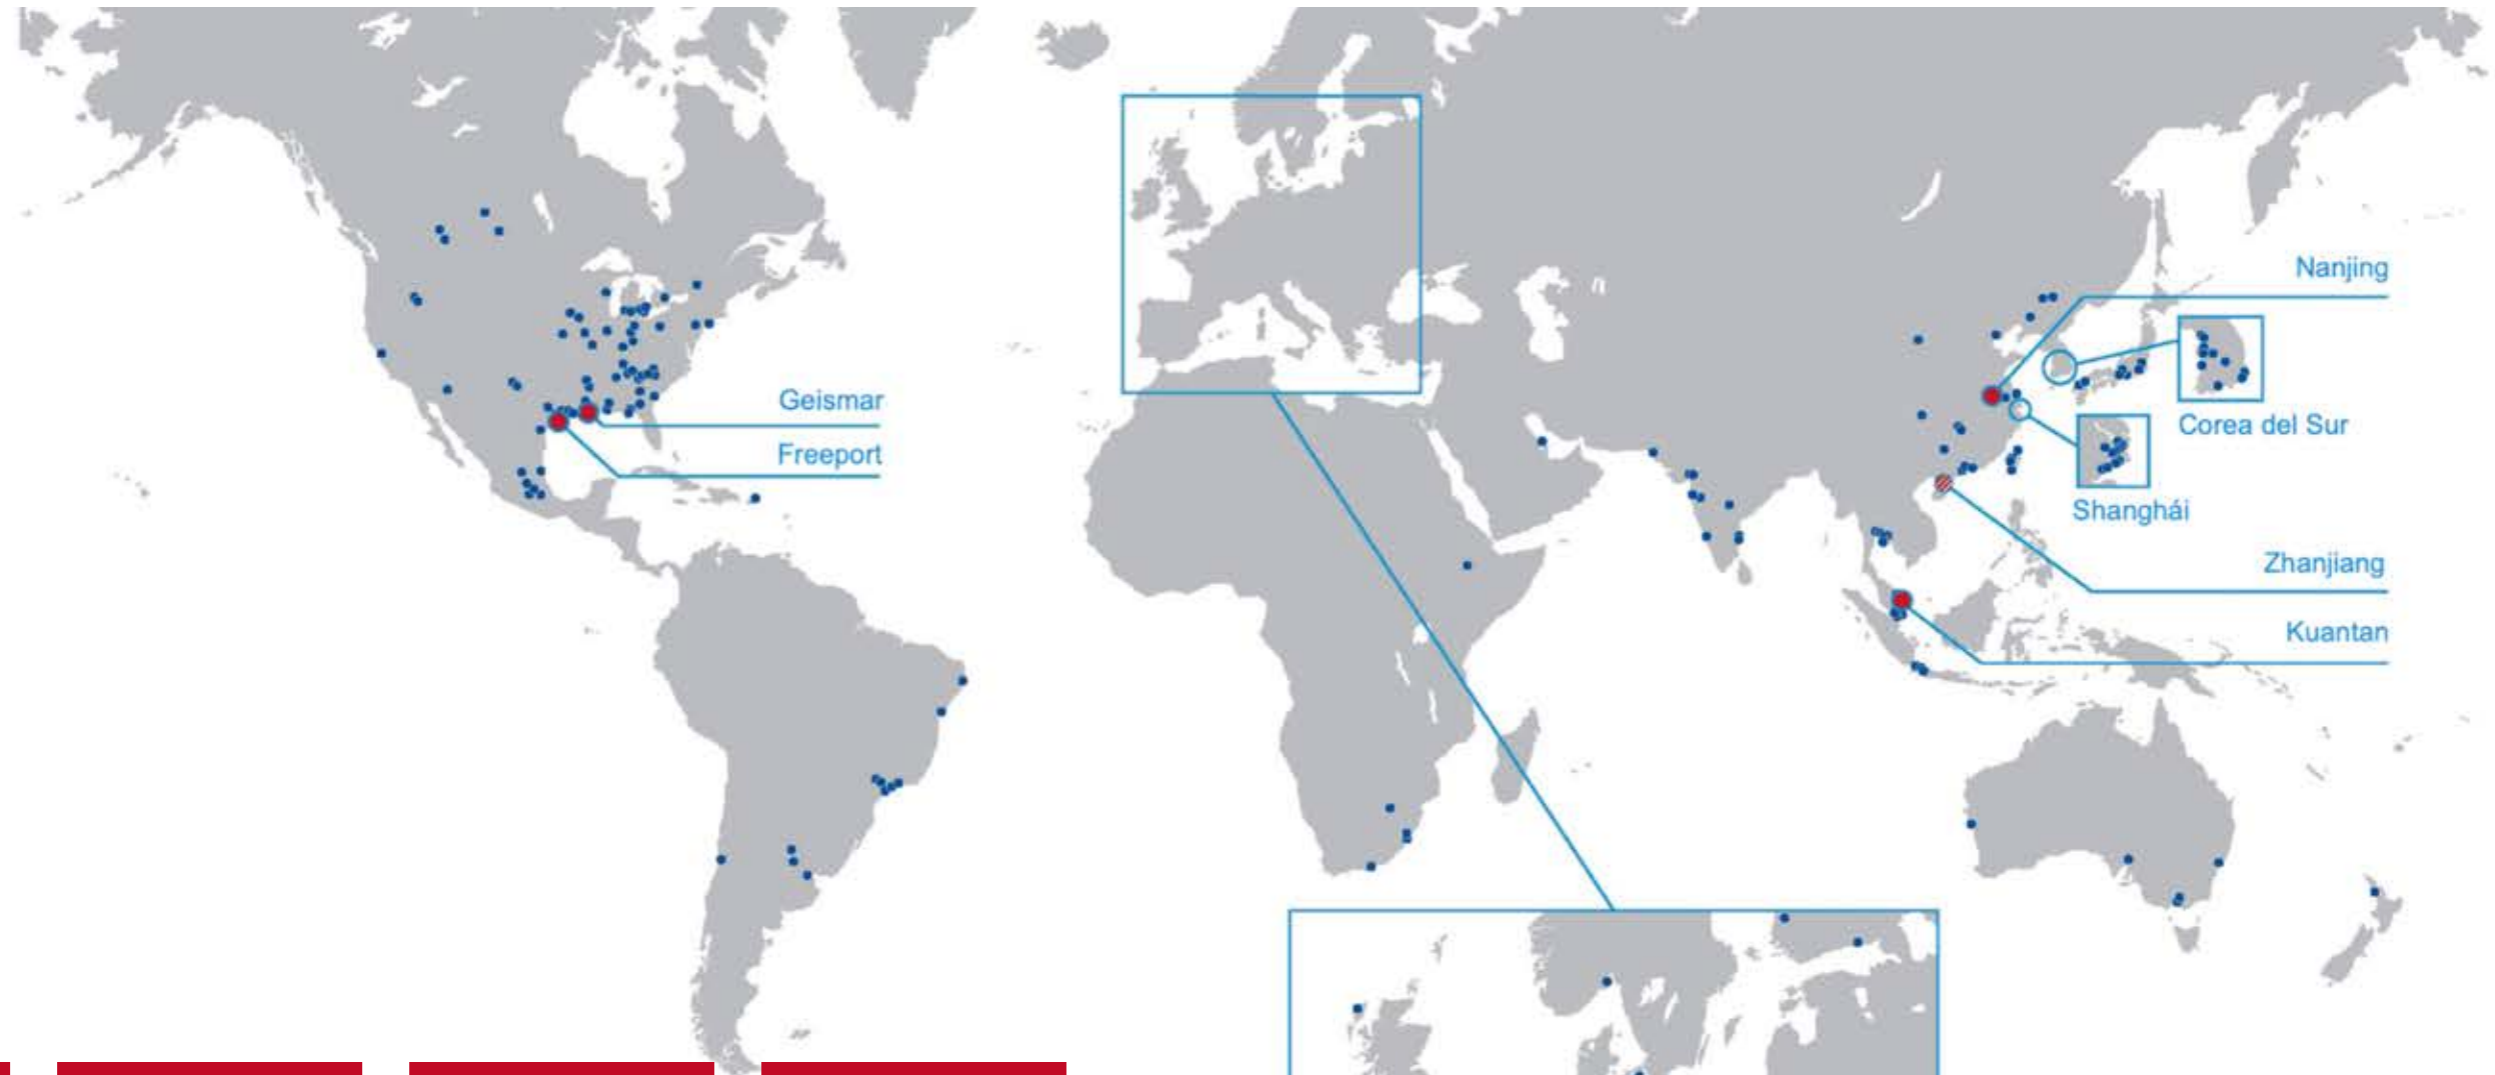 Nanjing
Geismar
Corea del Sur
Freeport
Shanghái
Zhanjiang
Kuantan